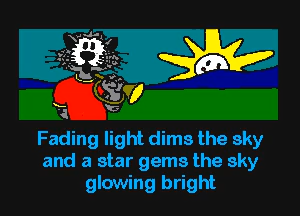 Fading light dims the sky
and a star gems the sky
glowing bright